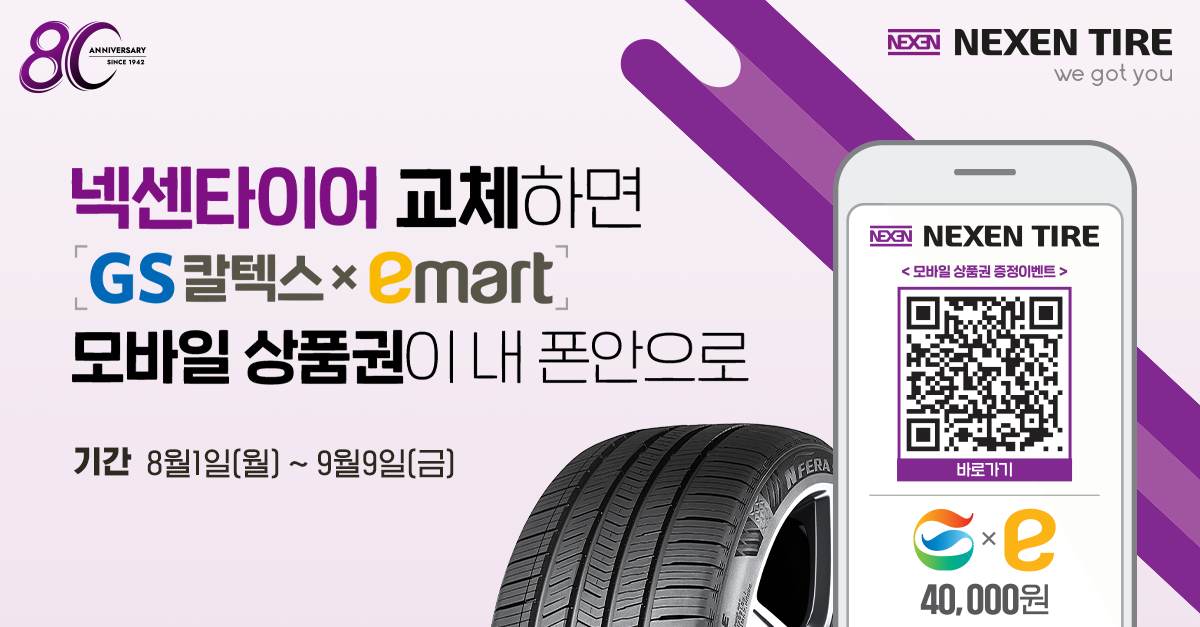 80 ANNIVERSARY
SINCE 1942
NEXEN NEXEN TIRE
we got you
넥센타이어 교체하면
GS칼텍스 × emart
모바일 상품권이 내 폰안으로
기간 8월1일(월) ~ 9월9일(금)
N FERA
NEXEN NEXEN TIRE
< 모바일 상품권 증정이벤트 >
바로가기
× e
40,000원